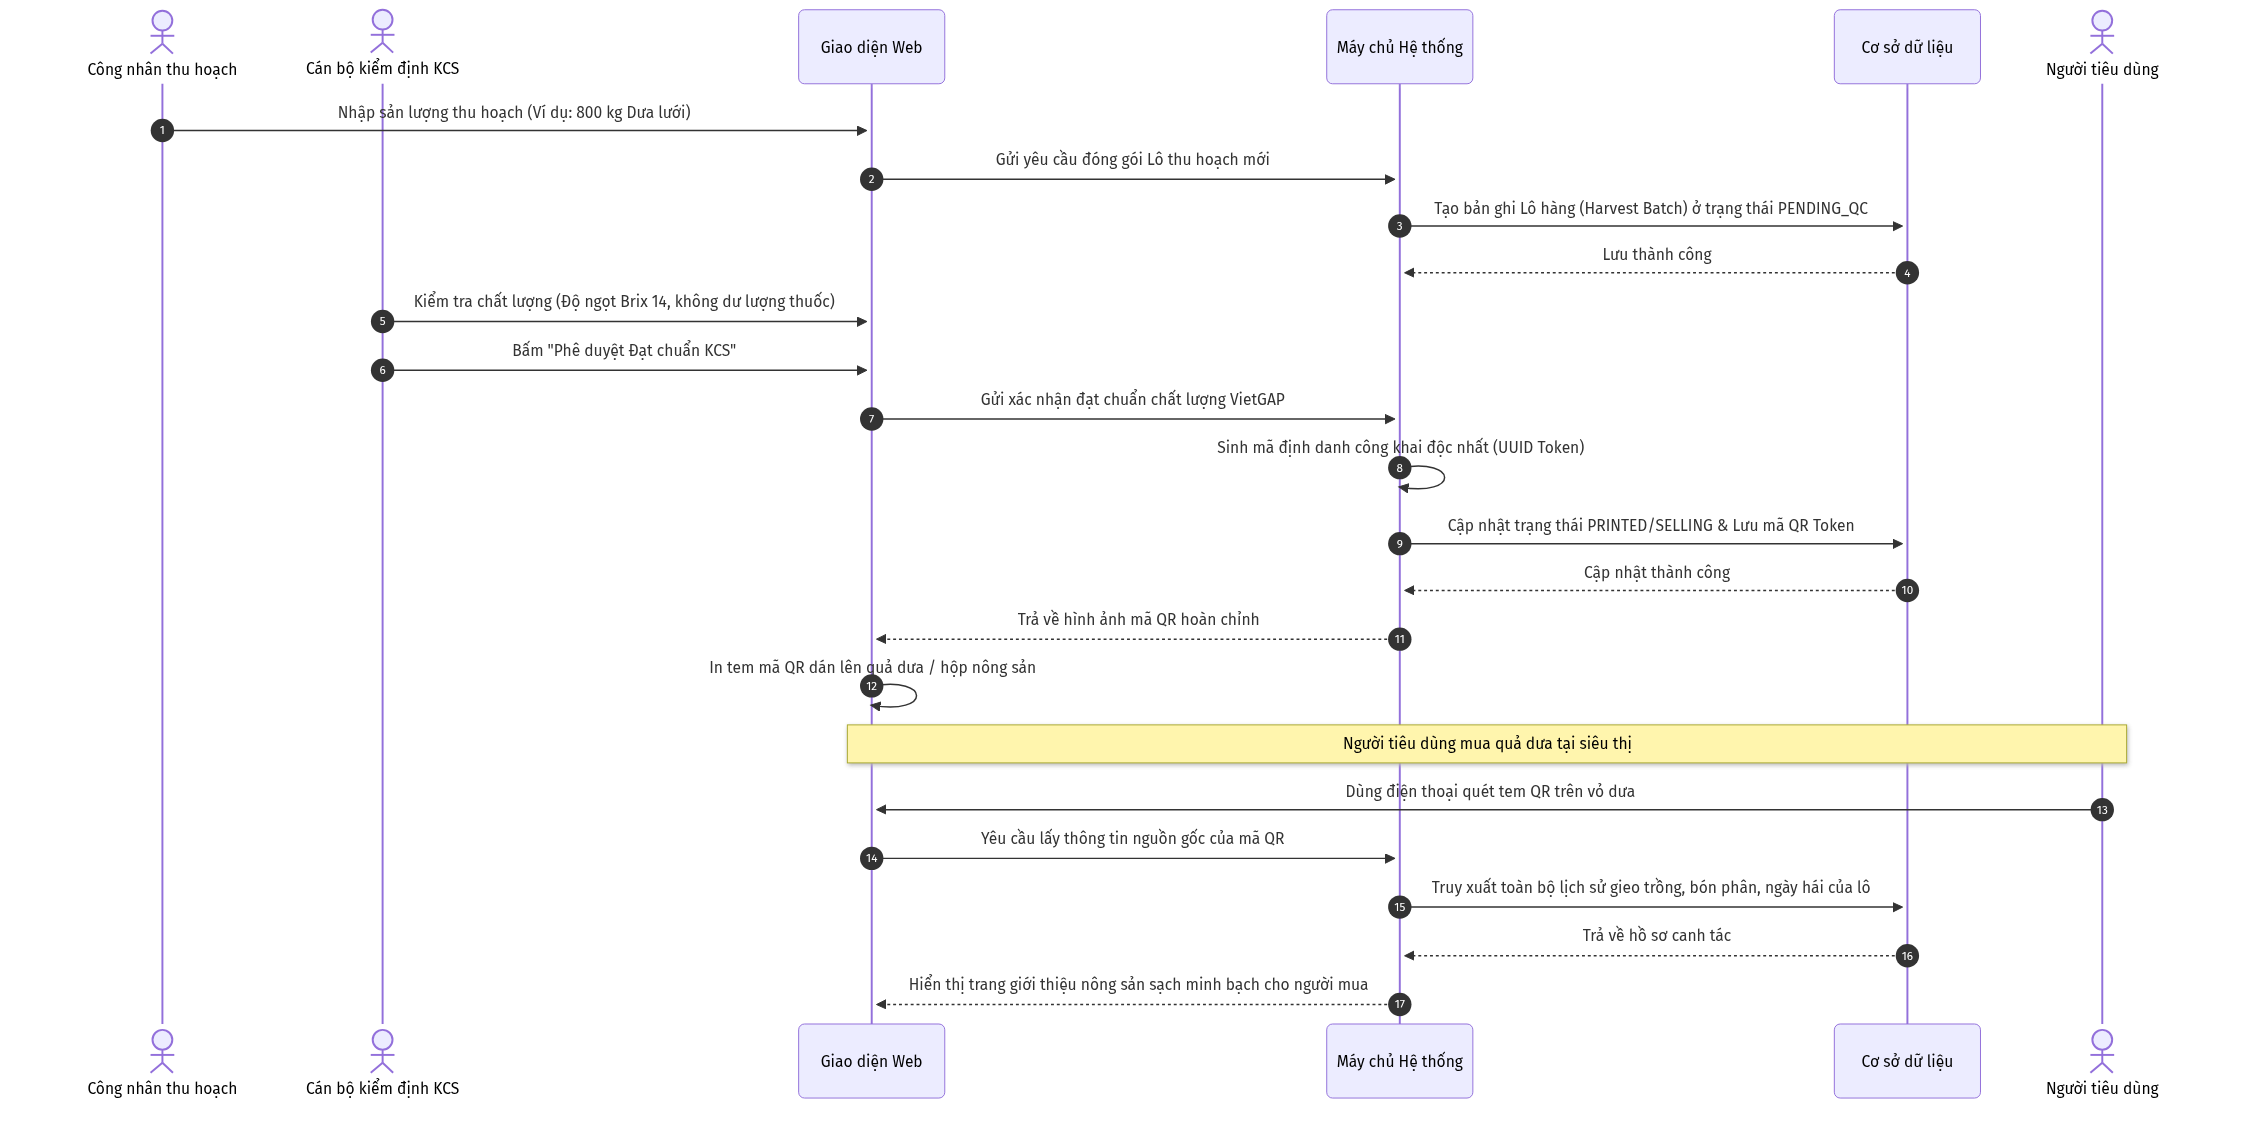 Công nhân thu hoạch
Cán bộ kiểm định KCS
Giao diện Web
Máy chủ Hệ thống
Cơ sở dữ liệu
Người tiêu dùng
Nhập sản lượng thu hoạch (Ví dụ: 800 kg Dưa lưới)
1
Gửi yêu cầu đóng gói Lô thu hoạch mới
2
Tạo bản ghi Lô hàng (Harvest Batch) ở trạng thái PENDING_QC
3
Lưu thành công
4
Kiểm tra chất lượng (Độ ngọt Brix 14, không dư lượng thuốc)
5
Bấm "Phê duyệt Đạt chuẩn KCS"
6
Gửi xác nhận đạt chuẩn chất lượng VietGAP
7
Sinh mã định danh công khai độc nhất (UUID Token)
8
Cập nhật trạng thái PRINTED/SELLING & Lưu mã QR Token
9
Cập nhật thành công
10
Trả về hình ảnh mã QR hoàn chỉnh
11
In tem mã QR dán lên quả dưa / hộp nông sản
12
Người tiêu dùng mua quả dưa tại siêu thị
Dùng điện thoại quét tem QR trên vỏ dưa
13
Yêu cầu lấy thông tin nguồn gốc của mã QR
14
Truy xuất toàn bộ lịch sử gieo trồng, bón phân, ngày hái của lô
15
Trả về hồ sơ canh tác
16
Hiển thị trang giới thiệu nông sản sạch minh bạch cho người mua
17
Công nhân thu hoạch
Cán bộ kiểm định KCS
Giao diện Web
Máy chủ Hệ thống
Cơ sở dữ liệu
Người tiêu dùng